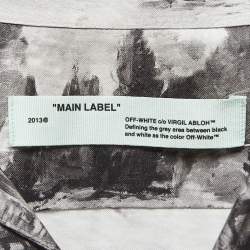 "MAIN LABEL"
2013®
OFF-WHITE c/o VIRGIL ABLOH™
Defining the grey area between black
and white as the color Off-White™